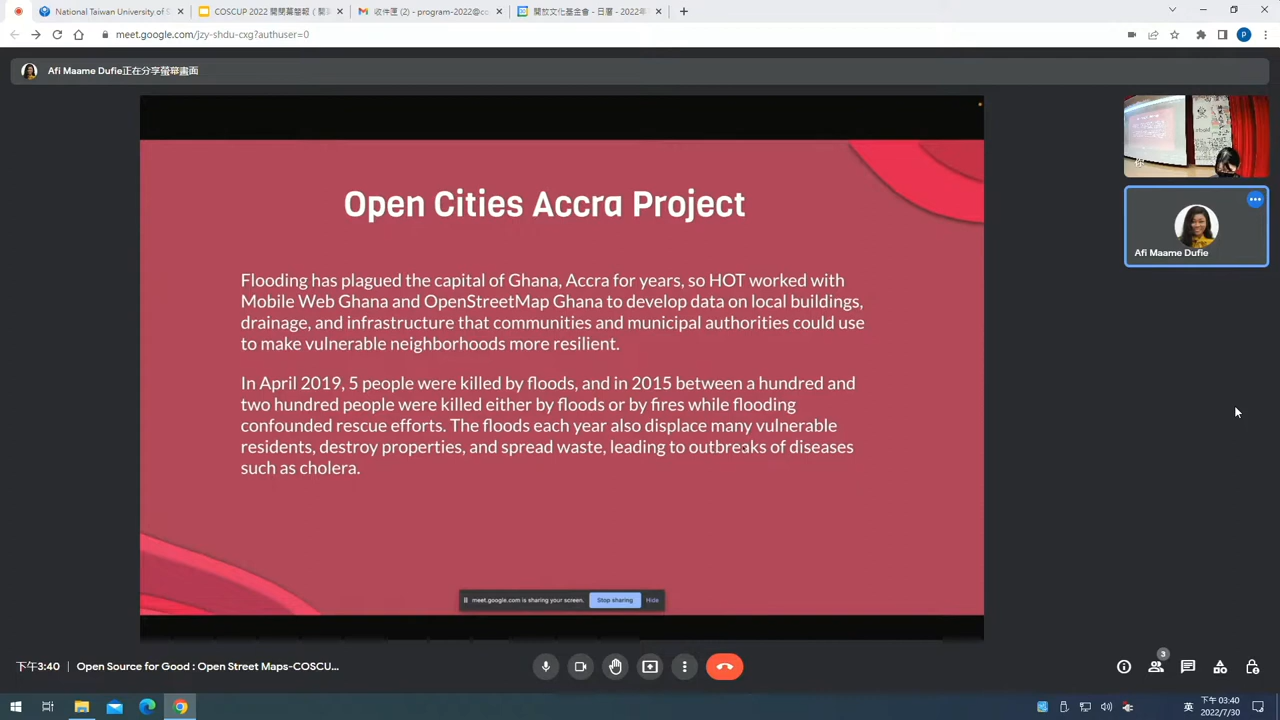 National Taiwan University of S
COSCUP 2022 開閉幕簡報 ( 開幕
收件匣 (2) - program-2022@co
開放文化基金會 - 日曆 - 2022年
meet.google.com/jzy-shdu-cxg?authuser=0
P
Afi Maame Dufie正在分享螢幕畫面
Open Cities Accra Project
Flooding has plagued the capital of Ghana, Accra for years, so HOT worked with
Mobile Web Ghana and OpenStreetMap Ghana to develop data on local buildings,
drainage, and infrastructure that communities and municipal authorities could use
to make vulnerable neighborhoods more resilient.
In April 2019, 5 people were killed by floods, and in 2015 between a hundred and
two hundred people were killed either by floods or by fires while flooding
confounded rescue efforts. The floods each year also displace many vulnerable
residents, destroy properties, and spread waste, leading to outbreaks of diseases
such as cholera.
meet.google.com is sharing your screen.
Stop sharing
Hide
你
Afi Maame Dufie
下午3:40
Open Source for Good : Open Street Maps-COSCU...
3
英
下午 03:40
2022/7/30